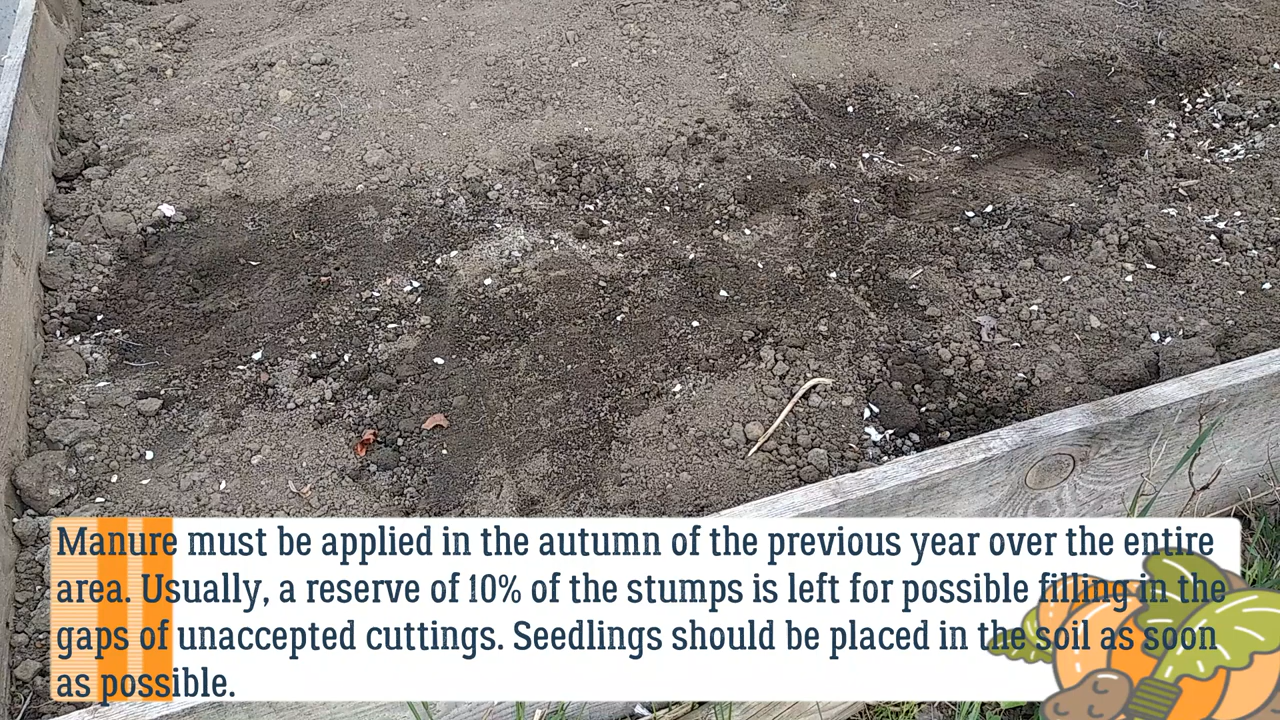 Manure must be applied in the autumn of the previous year over the entire
area. Usually, a reserve of 10% of the stumps is left for possible filling in the
gaps of unaccepted cuttings. Seedlings should be placed in the soil as soon
as possible.